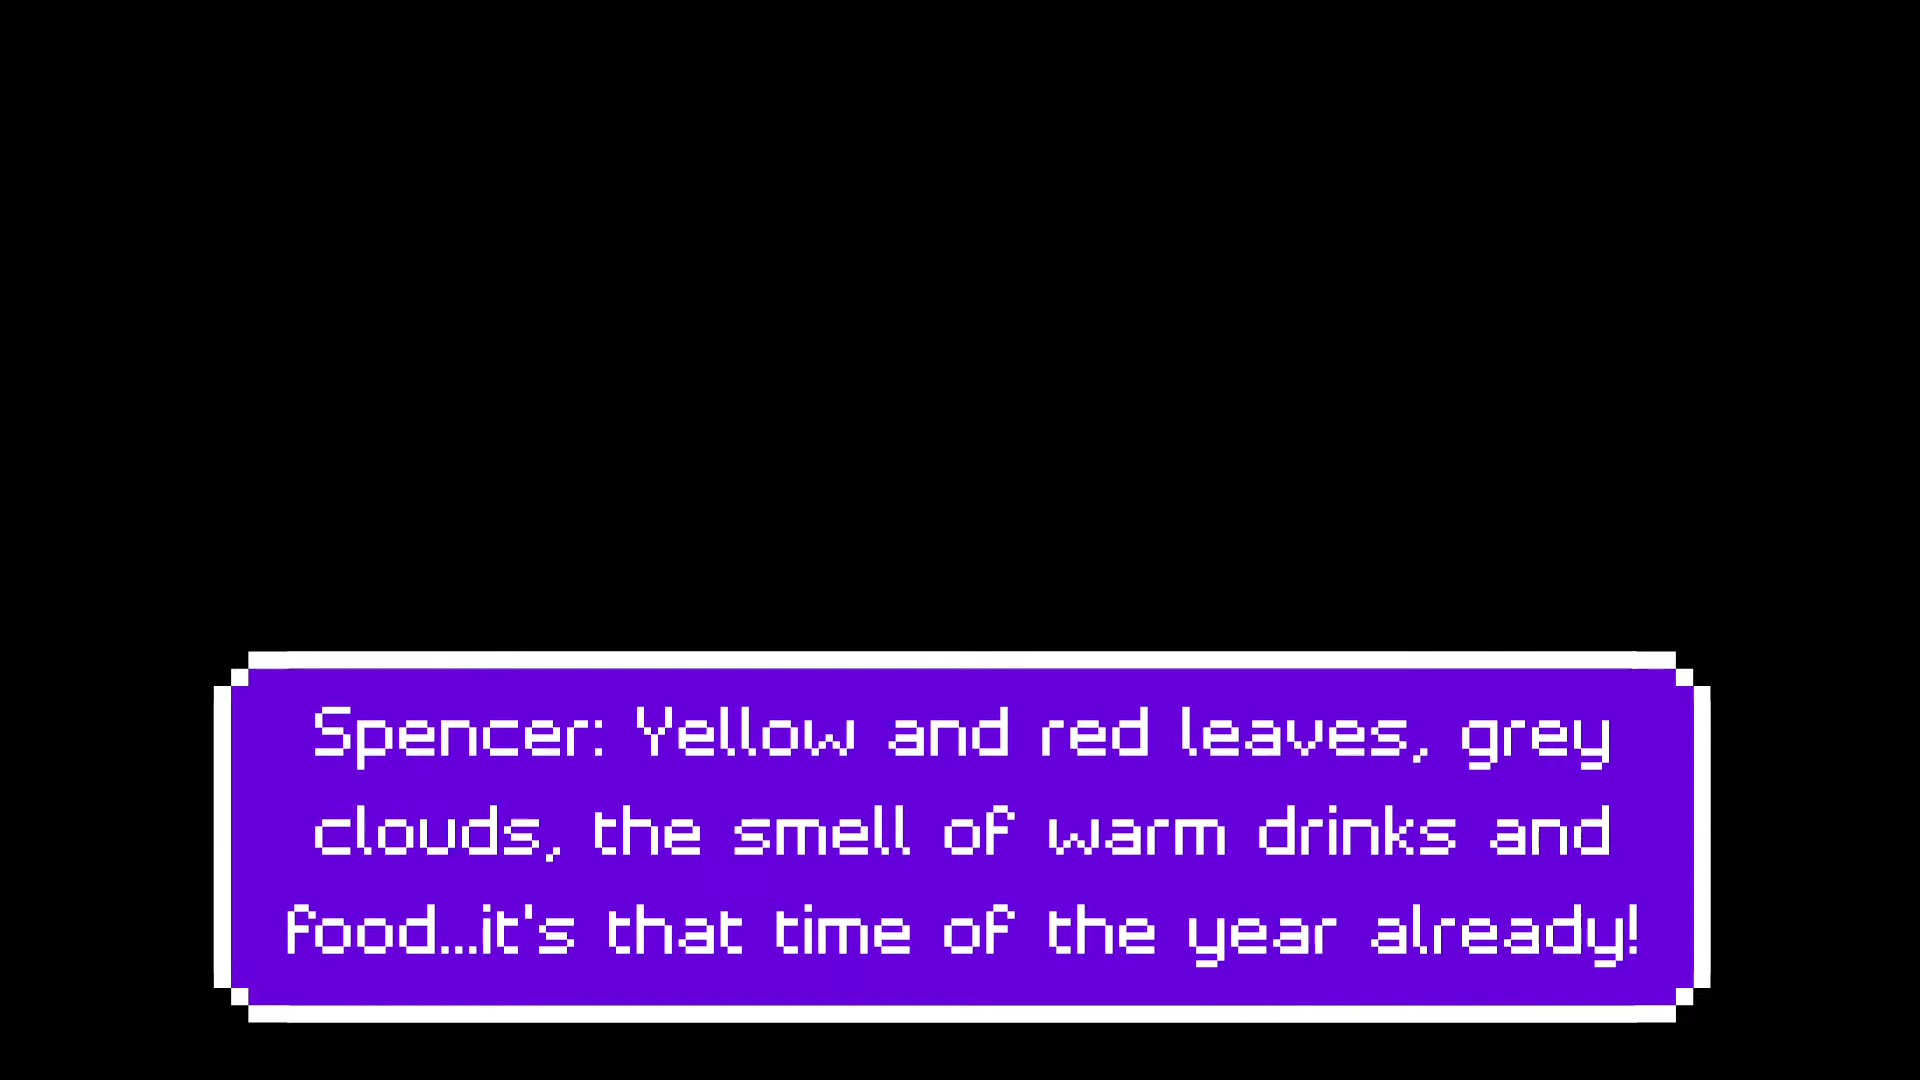 Spencer: Yellow and red leaves, grey
clouds, the smell of warm drinks and
food...it's that time of the year already!